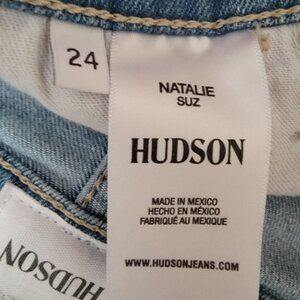 24
NATALIE
SUZ
HUDSON
MADE IN MEXICO
HECHO EN MÉXICO
FABRIQUÉ AU MEXIQUE
WWW.HUDSONJEANS.COM
HUDSON